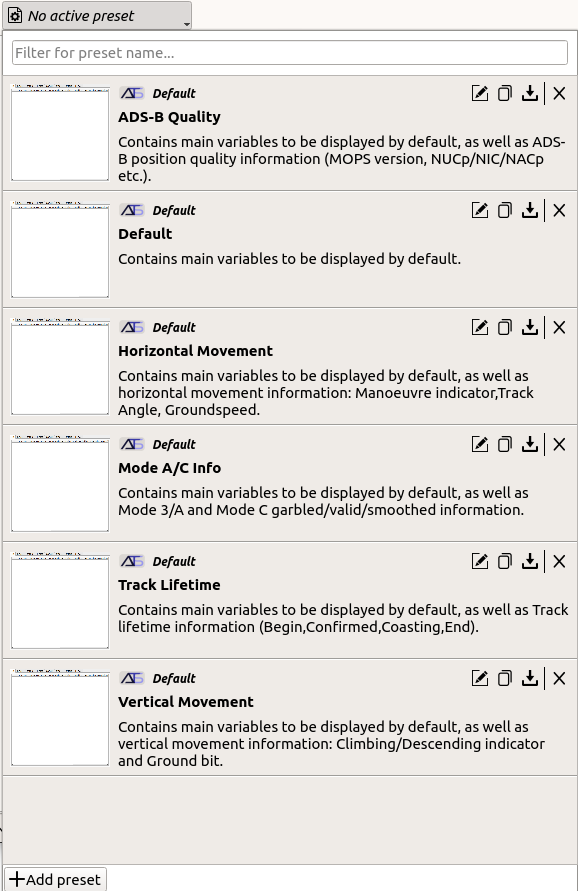 No active preset
Filter for preset name...
Default
ADS-B Quality
Contains main variables to be displayed by default, as well as ADS-
B position quality information (MOPS version, NUCp/NIC/NACp
etc.).
Default
Default
Contains main variables to be displayed by default.
Default
Horizontal Movement
Contains main variables to be displayed by default, as well as
horizontal movement information: Manoeuvre indicator,Track
Angle, Groundspeed.
Default
Mode A/C Info
Contains main variables to be displayed by default, as well as
Mode 3/A and Mode C garbled/valid/smoothed information.
Default
Track Lifetime
Contains main variables to be displayed by default, as well as Track
lifetime information (Begin,Confirmed,Coasting,End).
Default
Vertical Movement
Contains main variables to be displayed by default, as well as
vertical movement information: Climbing/Descending indicator
and Ground bit.
Add preset